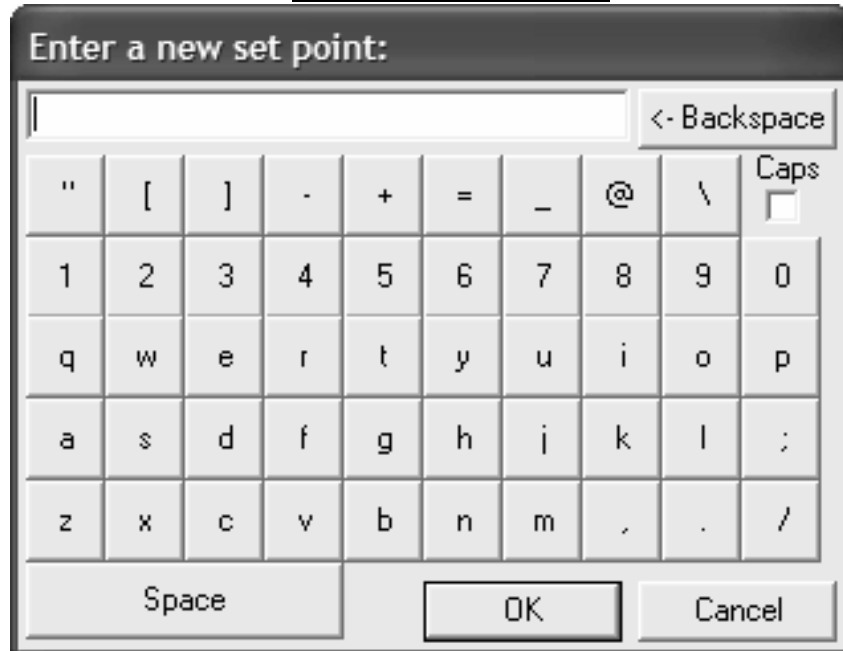 Enter a new set point:
<- Backspace
" [ ] - + = _ @ \ Caps
1 2 3 4 5 6 7 8 9 0
q w e r t y u i o p
a s d f g h j k l ;
z x c v b n m , . /
Space OK Cancel